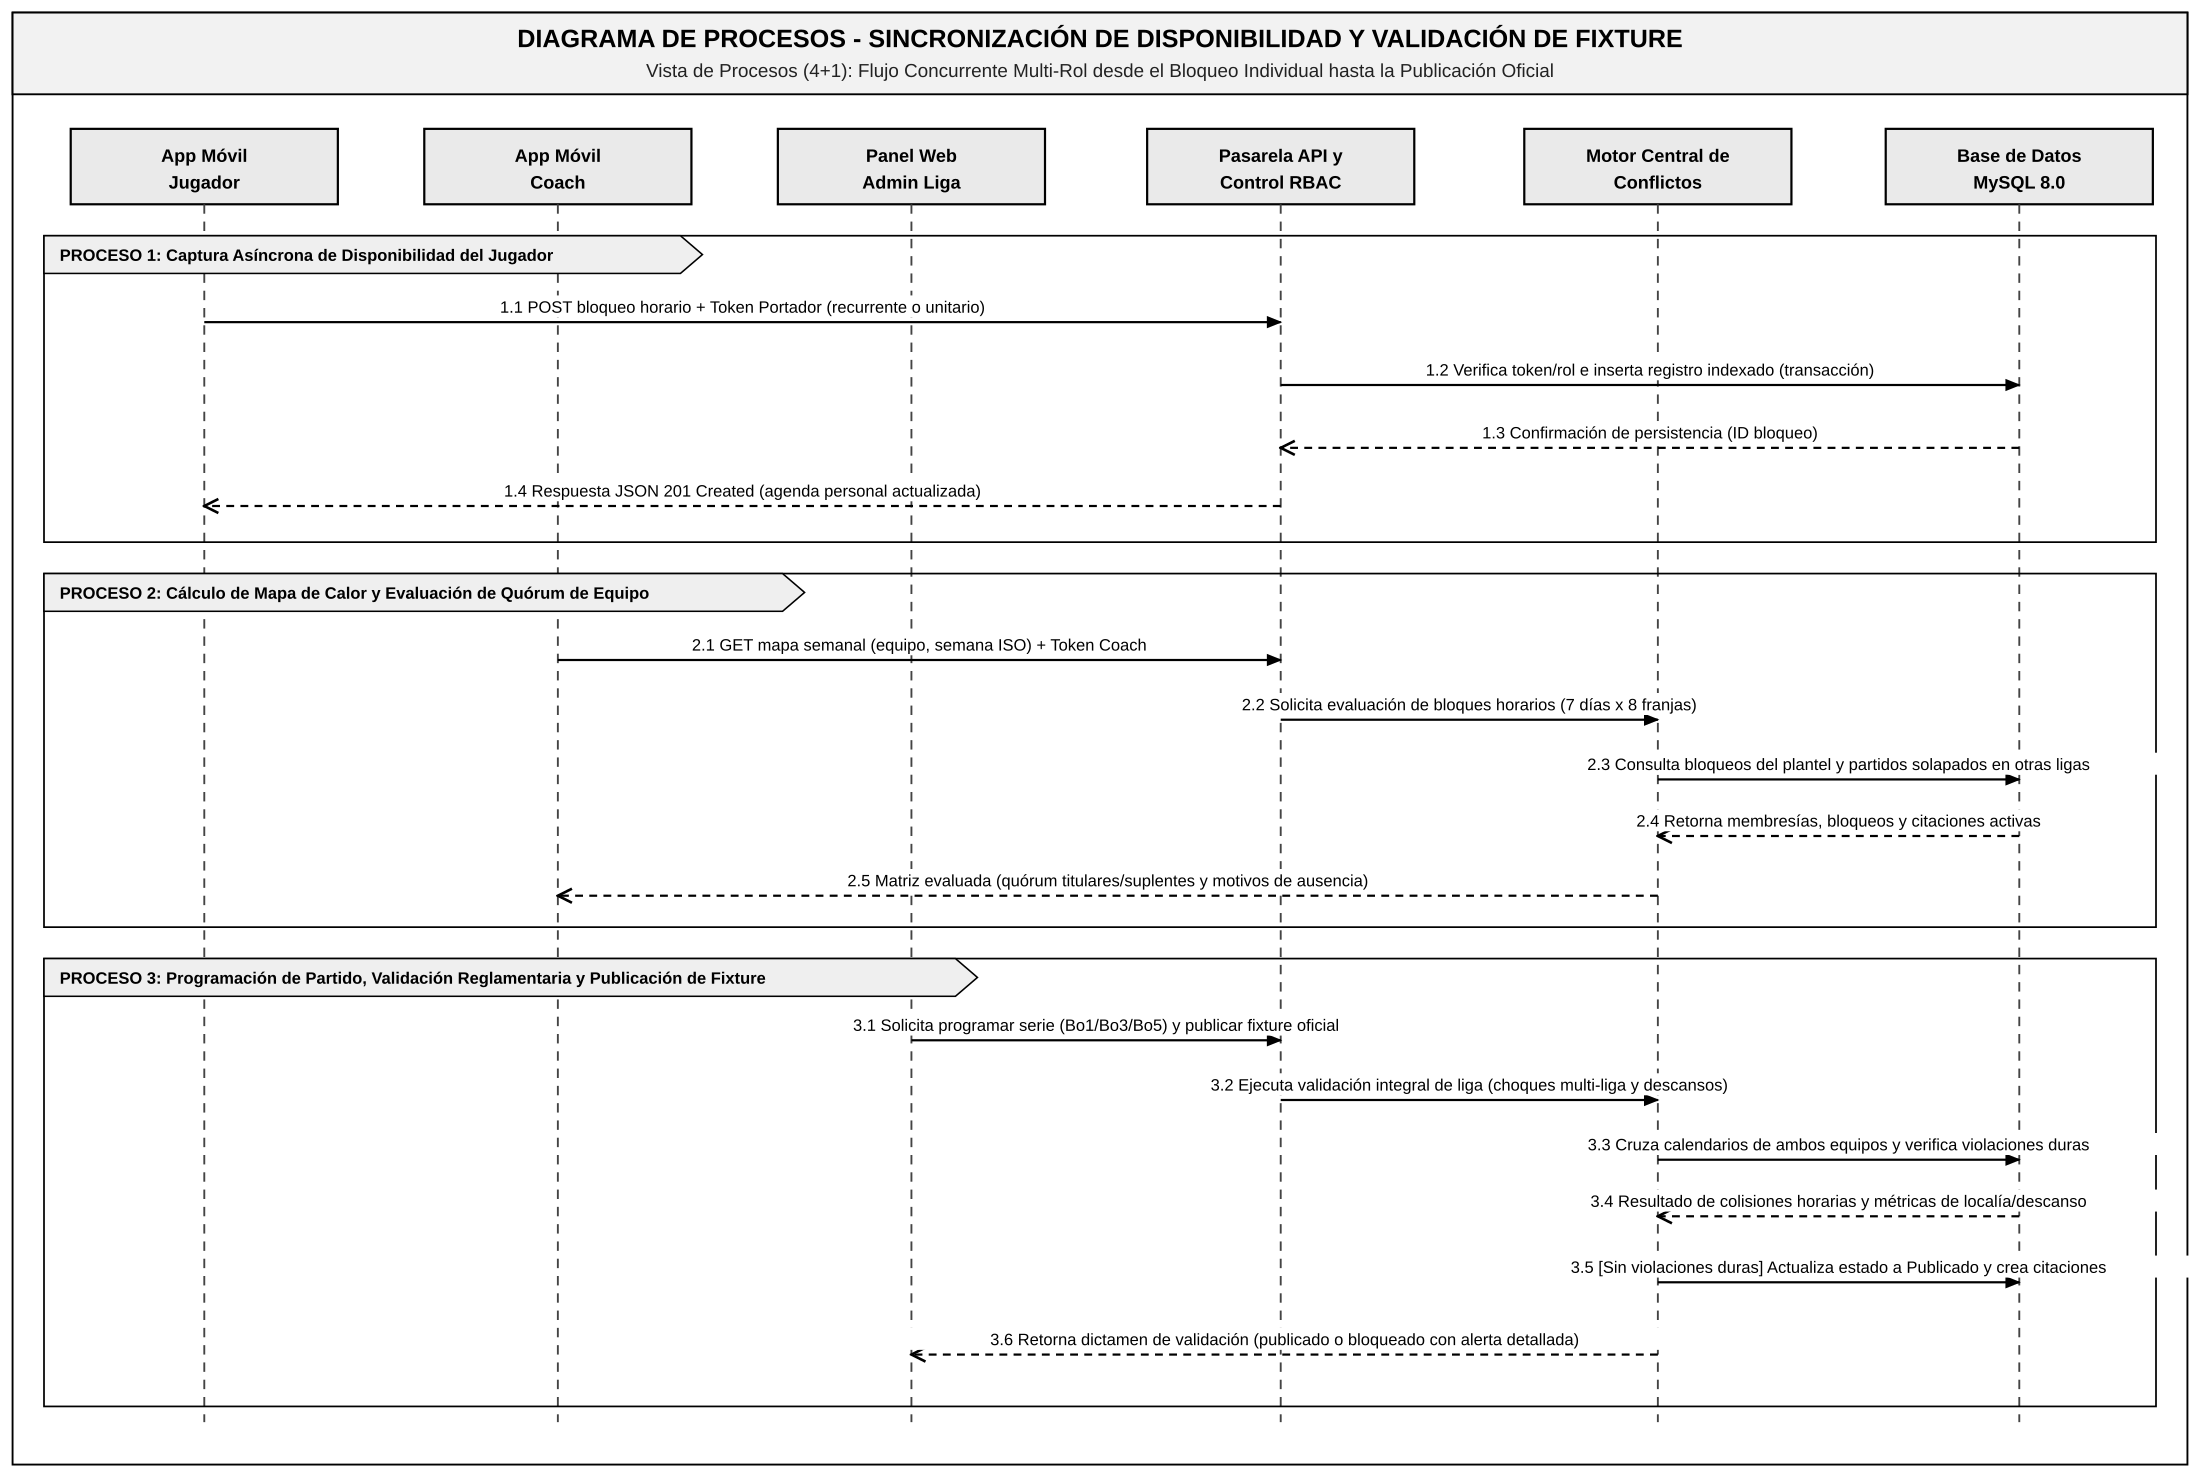 DIAGRAMA DE PROCESOS - SINCRONIZACIÓN DE DISPONIBILIDAD Y VALIDACIÓN DE FIXTURE
Vista de Procesos (4+1): Flujo Concurrente Multi-Rol desde el Bloqueo Individual hasta la Publicación Oficial
App Móvil
Jugador
App Móvil
Coach
Panel Web
Admin Liga
Pasarela API y
Control RBAC
Motor Central de
Conflictos
Base de Datos
MySQL 8.0
PROCESO 1: Captura Asíncrona de Disponibilidad del Jugador
1.1 POST bloqueo horario + Token Portador (recurrente o unitario)
1.2 Verifica token/rol e inserta registro indexado (transacción)
1.3 Confirmación de persistencia (ID bloqueo)
1.4 Respuesta JSON 201 Created (agenda personal actualizada)
PROCESO 2: Cálculo de Mapa de Calor y Evaluación de Quórum de Equipo
2.1 GET mapa semanal (equipo, semana ISO) + Token Coach
2.2 Solicita evaluación de bloques horarios (7 días x 8 franjas)
2.3 Consulta bloqueos del plantel y partidos solapados en otras ligas
2.4 Retorna membresías, bloqueos y citaciones activas
2.5 Matriz evaluada (quórum titulares/suplentes y motivos de ausencia)
PROCESO 3: Programación de Partido, Validación Reglamentaria y Publicación de Fixture
3.1 Solicita programar serie (Bo1/Bo3/Bo5) y publicar fixture oficial
3.2 Ejecuta validación integral de liga (choques multi-liga y descansos)
3.3 Cruza calendarios de ambos equipos y verifica violaciones duras
3.4 Resultado de colisiones horarias y métricas de localía/descanso
3.5 [Sin violaciones duras] Actualiza estado a Publicado y crea citaciones
3.6 Retorna dictamen de validación (publicado o bloqueado con alerta detallada)